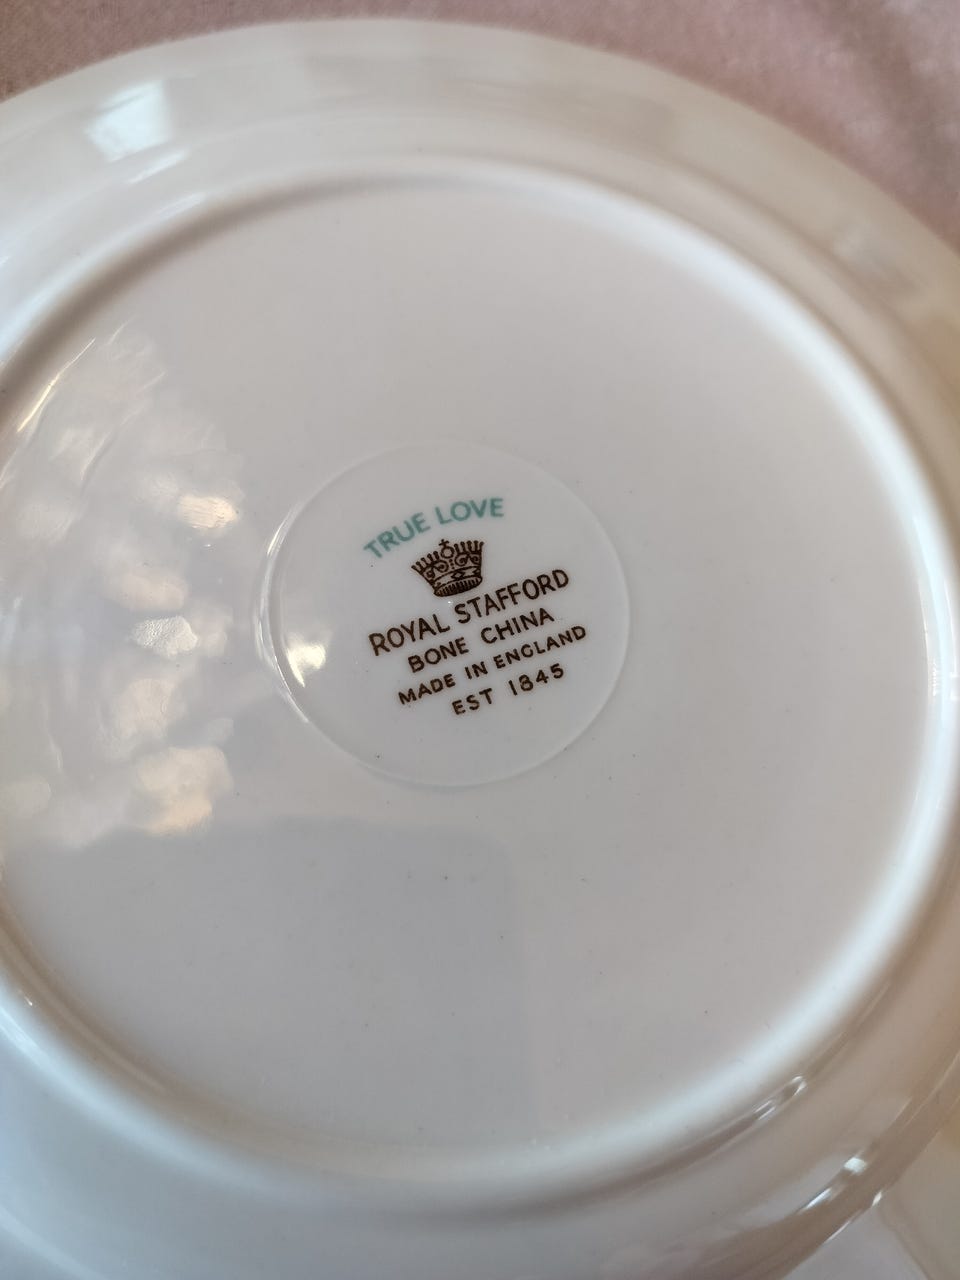 TRUE LOVE
ROYAL STAFFORD
BONE CHINA
MADE IN ENGLAND
EST 1845